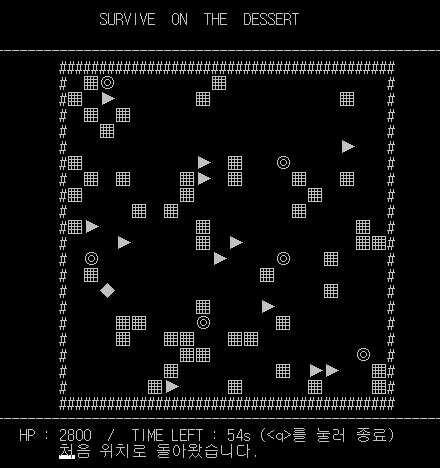 SURVIVE ON THE DESSERT
HP : 2800 / TIME LEFT : 54s (<q>를 눌러 종료)
처음 위치로 돌아왔습니다.